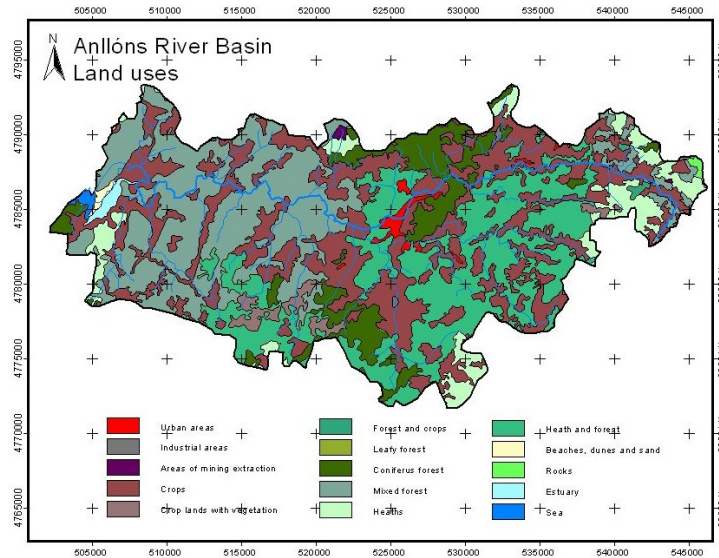 505000 510000 515000 520000 525000 530000 535000 540000 545000
N
Anllóns River Basin
Land uses
4795000
4790000
4785000
4780000
4775000
4770000
4765000
Urban areas
Industrial areas
Areas of mining extraction
Crops
Crop lands with vegetation
Forest and crops
Leafy forest
Coniferus forest
Mixed forest
Heaths
Heath and forest
Beaches, dunes and sand
Rocks
Estuary
Sea
505000 510000 515000 520000 525000 530000 535000 540000 545000